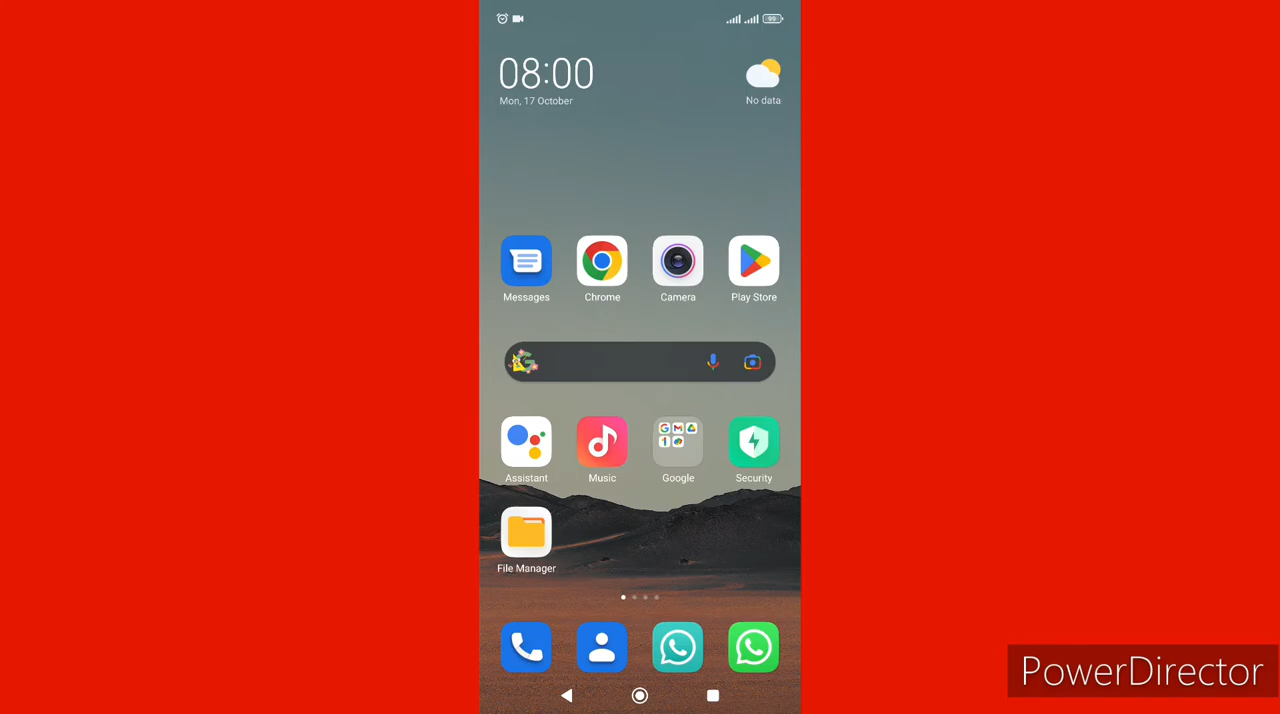 99
08:00
Mon, 17 October
No data
Messages
Chrome
Camera
Play Store
Assistant
Music
Google
Security
File Manager
PowerDirector